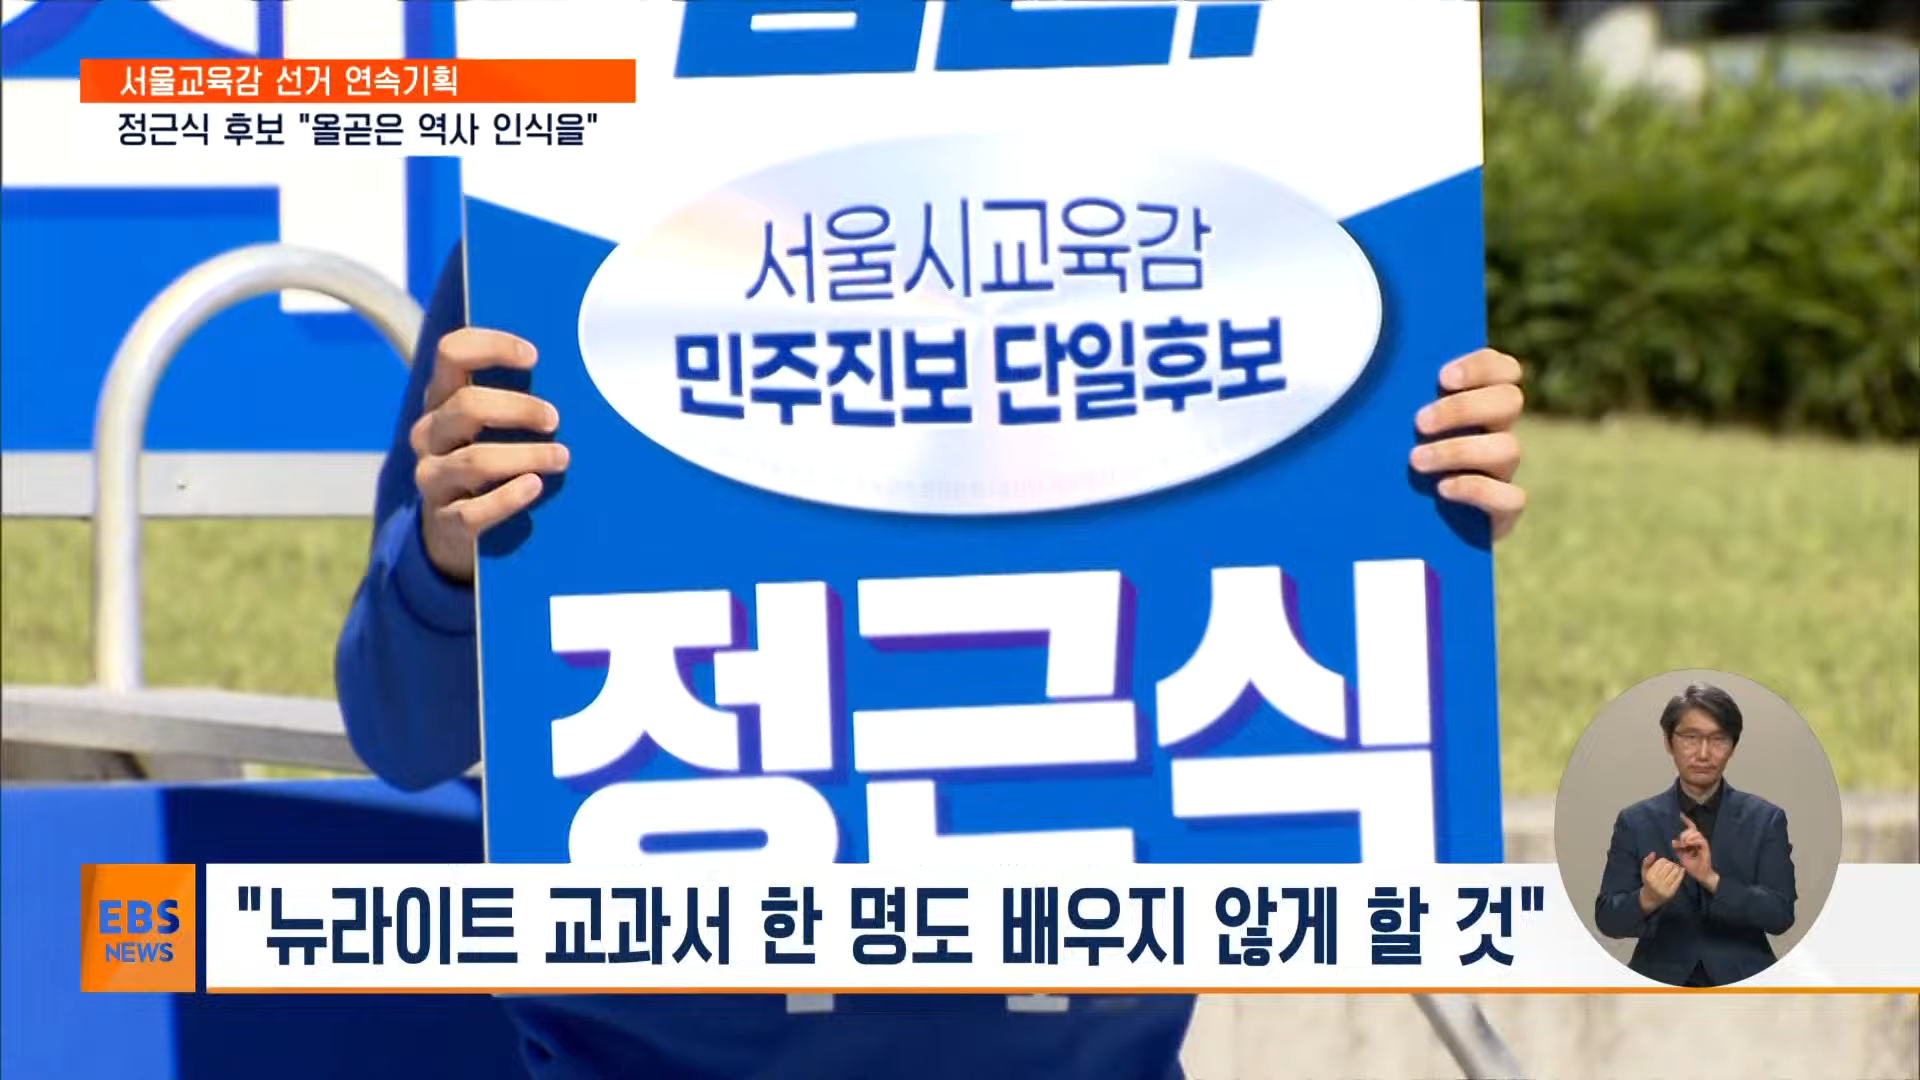 서울교육감 선거 연속기획
정근식 후보 "올곧은 역사 인식을"
서울시교육감
민주진보 단일후보
정근식
EBS
NEWS
"뉴라이트 교과서 한 명도 배우지 않게 할 것"